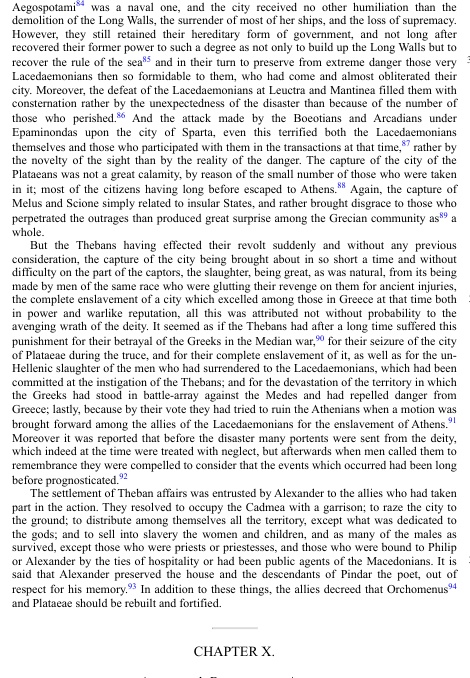 Aegospotami84 was a naval one, and the city received no other humiliation than the
demolition of the Long Walls, the surrender of most of her ships, and the loss of supremacy.
However, they still retained their hereditary form of government, and not long after
recovered their former power to such a degree as not only to build up the Long Walls but to
recover the rule of the sea85 and in their turn to preserve from extreme danger those very
Lacedaemonians then so formidable to them, who had come and almost obliterated their
city. Moreover, the defeat of the Lacedaemonians at Leuctra and Mantinea filled them with
consternation rather by the unexpectedness of the disaster than because of the number of
those who perished.86 And the attack made by the Boeotians and Arcadians under
Epaminondas upon the city of Sparta, even this terrified both the Lacedaemonians
themselves and those who participated with them in the transactions at that time,87 rather by
the novelty of the sight than by the reality of the danger. The capture of the city of the
Plataeans was not a great calamity, by reason of the small number of those who were taken
in it; most of the citizens having long before escaped to Athens.88 Again, the capture of
Melus and Scione simply related to insular States, and rather brought disgrace to those who
perpetrated the outrages than produced great surprise among the Grecian community as89 a
whole.
But the Thebans having effected their revolt suddenly and without any previous
consideration, the capture of the city being brought about in so short a time and without
difficulty on the part of the captors, the slaughter, being great, as was natural, from its being
made by men of the same race who were glutting their revenge on them for ancient injuries,
the complete enslavement of a city which excelled among those in Greece at that time both
in power and warlike reputation, all this was attributed not without probability to the
avenging wrath of the deity. It seemed as if the Thebans had after a long time suffered this
punishment for their betrayal of the Greeks in the Median war,90 for their seizure of the city
of Plataeae during the truce, and for their complete enslavement of it, as well as for the un-
Hellenic slaughter of the men who had surrendered to the Lacedaemonians, which had been
committed at the instigation of the Thebans; and for the devastation of the territory in which
the Greeks had stood in battle-array against the Medes and had repelled danger from
Greece; lastly, because by their vote they had tried to ruin the Athenians when a motion was
brought forward among the allies of the Lacedaemonians for the enslavement of Athens.91
Moreover it was reported that before the disaster many portents were sent from the deity,
which indeed at the time were treated with neglect, but afterwards when men called them to
remembrance they were compelled to consider that the events which occurred had been long
before prognosticated.92
The settlement of Theban affairs was entrusted by Alexander to the allies who had taken
part in the action. They resolved to occupy the Cadmea with a garrison; to raze the city to
the ground; to distribute among themselves all the territory, except what was dedicated to
the gods; and to sell into slavery the women and children, and as many of the males as
survived, except those who were priests or priestesses, and those who were bound to Philip
or Alexander by the ties of hospitality or had been public agents of the Macedonians. It is
said that Alexander preserved the house and the descendants of Pindar the poet, out of
respect for his memory.93 In addition to these things, the allies decreed that Orchomenus94
and Plataeae should be rebuilt and fortified.
CHAPTER X.